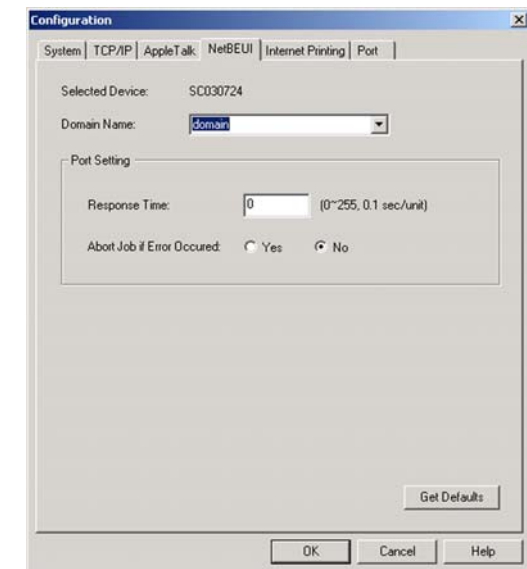 Configuration
System TCP/IP AppleTalk NetBEUI Internet Printing Port
Selected Device: SC030724
Domain Name: domain
Port Setting
Response Time: 0 (0~255, 0.1 sec/unit)
Abort Job if Error Occured: Yes No
Get Defaults
OK Cancel Help